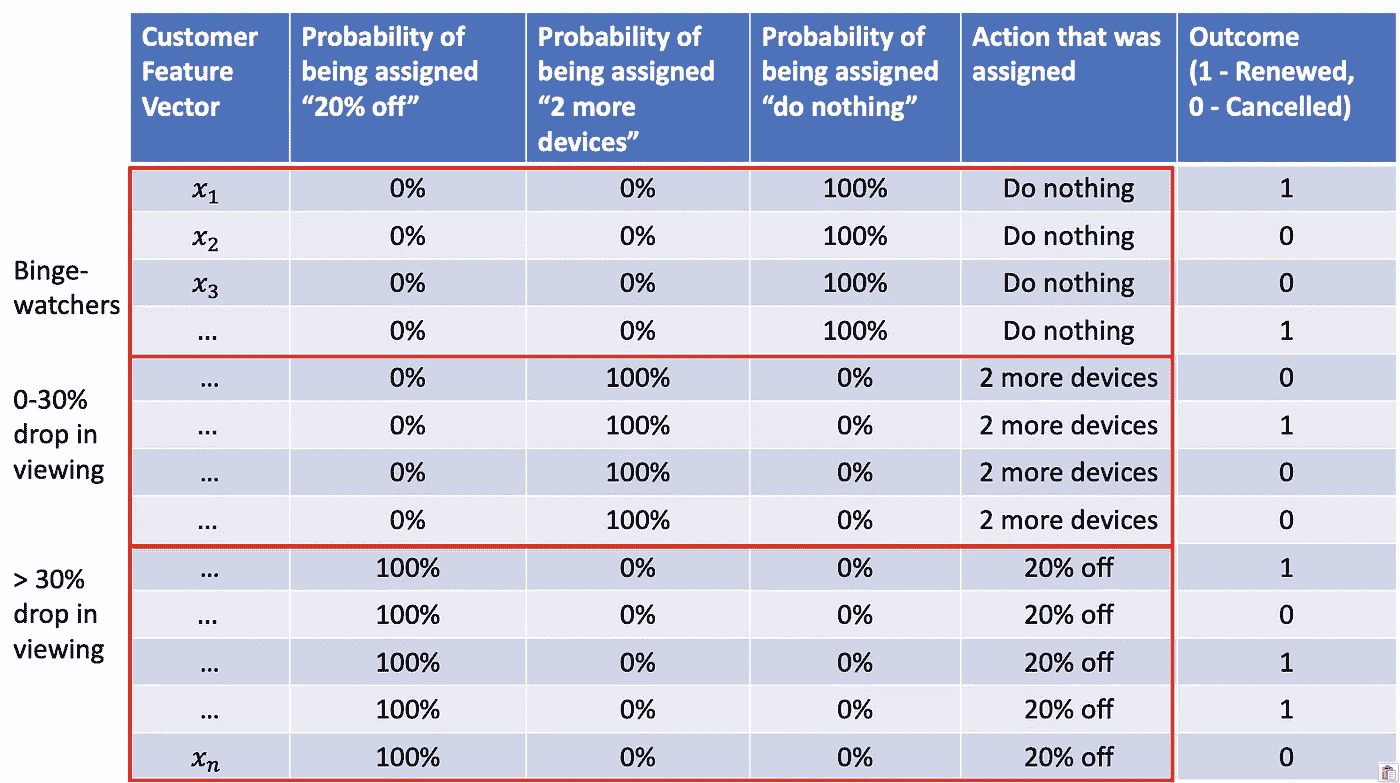 Customer Feature Vector Probability of being assigned “20% off” Probability of being assigned “2 more devices” Probability of being assigned “do nothing” Action that was assigned Outcome (1 - Renewed, 0 - Cancelled)
Binge-
watchers
x₁ 0% 0% 100% Do nothing 1
x₂ 0% 0% 100% Do nothing 0
x₃ 0% 0% 100% Do nothing 0
... 0% 0% 100% Do nothing 1
0-30%
drop in
viewing
... 0% 100% 0% 2 more devices 0
... 0% 100% 0% 2 more devices 1
... 0% 100% 0% 2 more devices 0
... 0% 100% 0% 2 more devices 0
> 30%
drop in
viewing
... 100% 0% 0% 20% off 1
... 100% 0% 0% 20% off 0
... 100% 0% 0% 20% off 1
... 100% 0% 0% 20% off 1
xₙ 100% 0% 0% 20% off 0